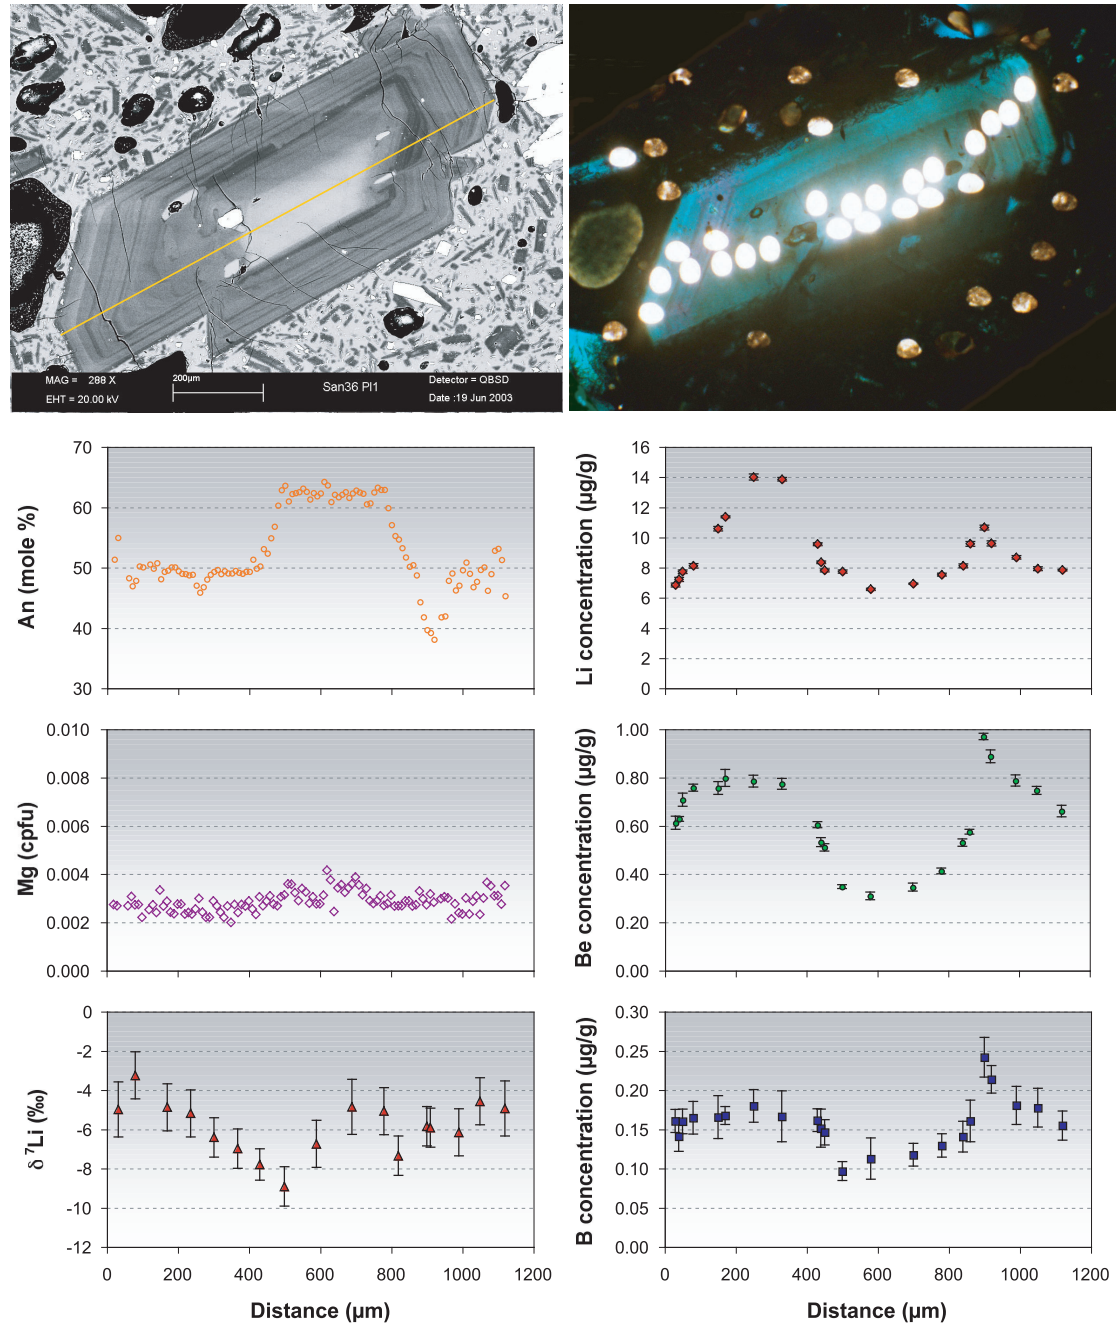 MAG = 288 X
EHT = 20.00 kV
200µm
San36 Pl1
Detector = QBSD
Date :19 Jun 2003
An (mole %)
70
60
50
40
30
Li concentration (µg/g)
16
14
12
10
8
6
4
2
0
Mg (cpfu)
0.010
0.008
0.006
0.004
0.002
0.000
Be concentration (µg/g)
1.00
0.80
0.60
0.40
0.20
0.00
δ ⁷Li (‰)
0
-2
-4
-6
-8
-10
-12
0 200 400 600 800 1000 1200
Distance (µm)
B concentration (µg/g)
0.30
0.25
0.20
0.15
0.10
0.05
0.00
0 200 400 600 800 1000 1200
Distance (µm)